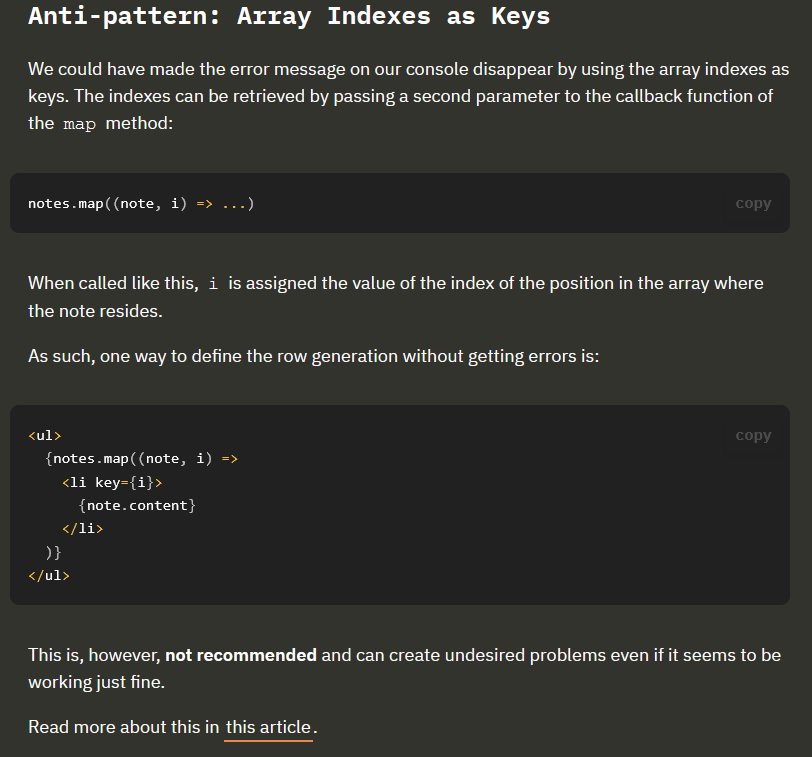 Anti-pattern: Array Indexes as Keys
We could have made the error message on our console disappear by using the array indexes as
keys. The indexes can be retrieved by passing a second parameter to the callback function of
the map method:
notes.map((note, i) => ...)
copy
When called like this, i is assigned the value of the index of the position in the array where
the note resides.
As such, one way to define the row generation without getting errors is:
<ul>
copy
  {notes.map((note, i) =>
    <li key={i}>
      {note.content}
    </li>
  )}
</ul>
This is, however, not recommended and can create undesired problems even if it seems to be
working just fine.
Read more about this in this article.